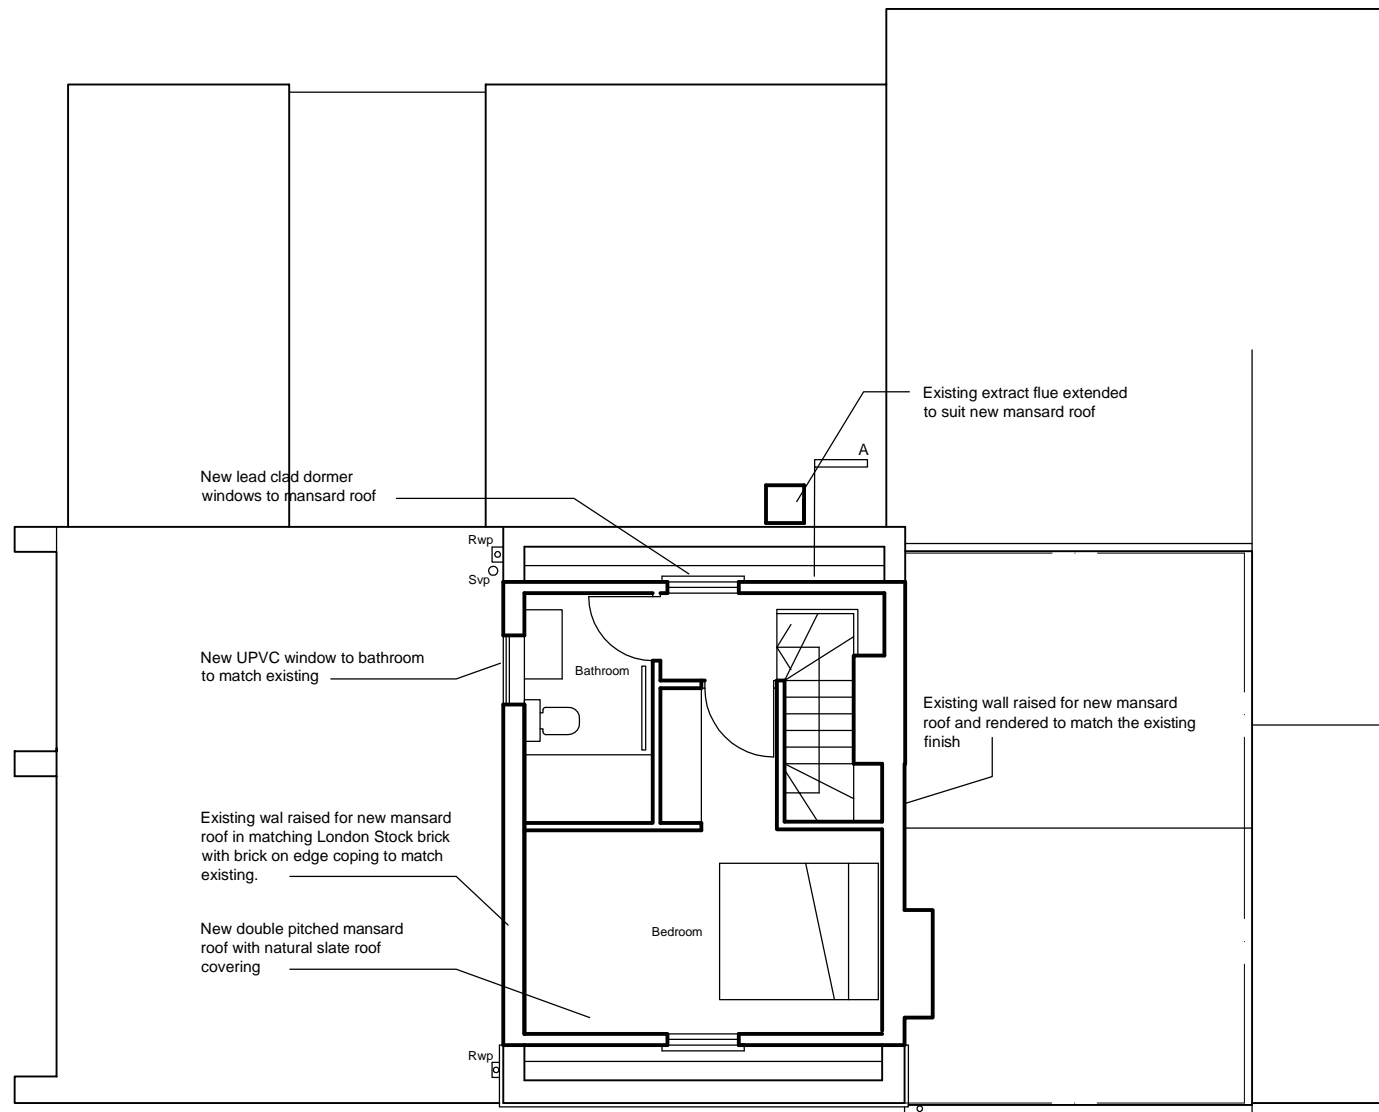 Existing extract flue extended
to suit new mansard roof
A
New lead clad dormer
windows to mansard roof
Rwp
Svp
New UPVC window to bathroom
to match existing
Bathroom
Existing wall raised for new mansard
roof and rendered to match the existing
finish
Existing wal raised for new mansard
roof in matching London Stock brick
with brick on edge coping to match
existing.
New double pitched mansard
roof with natural slate roof
covering
Bedroom
Rwp